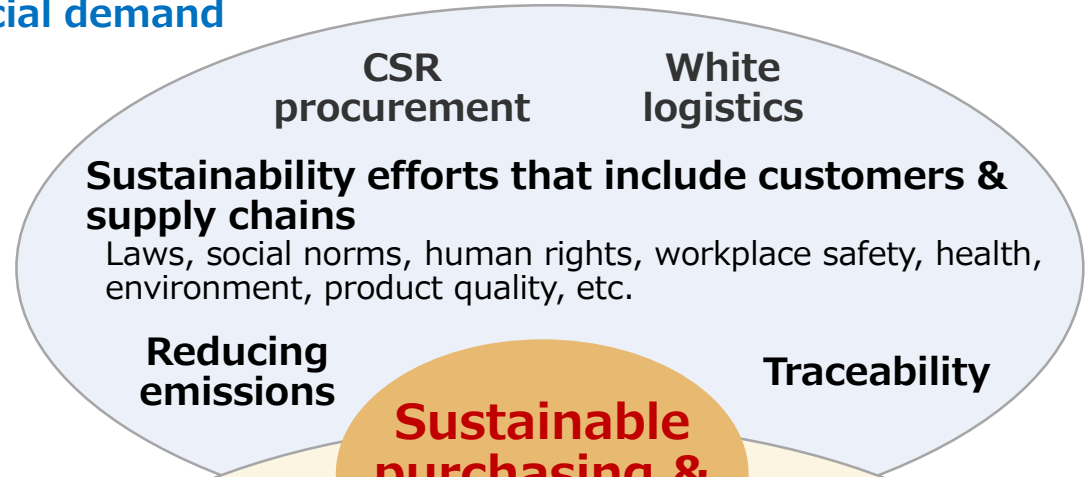 demand
CSR
procurement
White
logistics
Sustainability efforts that include customers &
supply chains
Laws, social norms, human rights, workplace safety, health,
environment, product quality, etc.
Reducing
emissions
Traceability
Sustainable
purchasing &